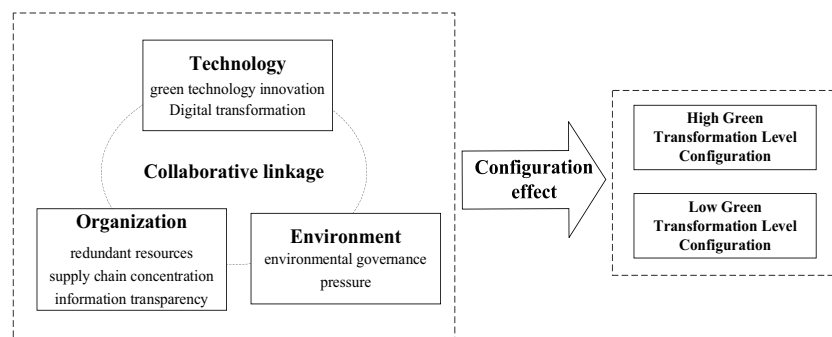 Technology
green technology innovation
Digital transformation
Collaborative linkage
Organization
redundant resources
supply chain concentration
information transparency
Environment
environmental governance
pressure
Configuration
effect
High Green
Transformation Level
Configuration
Low Green
Transformation Level
Configuration